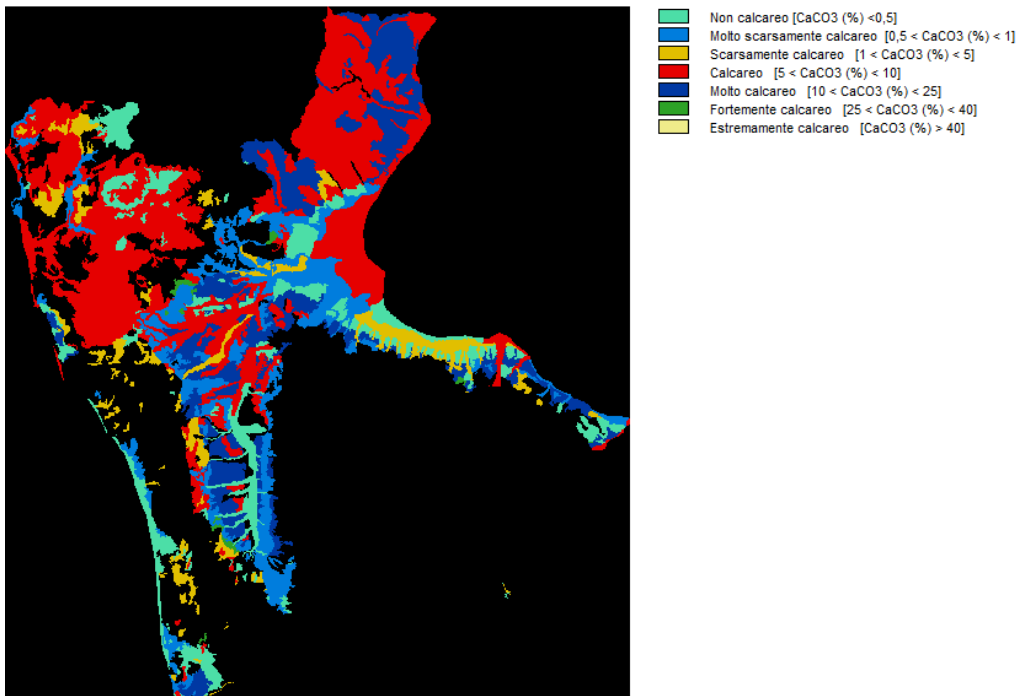 Non calcareo [CaCO3 (%) <0,5]
Molto scarsamente calcareo [0,5 < CaCO3 (%) < 1]
Scarsamente calcareo [1 < CaCO3 (%) < 5]
Calcareo [5 < CaCO3 (%) < 10]
Molto calcareo [10 < CaCO3 (%) < 25]
Fortemente calcareo [25 < CaCO3 (%) < 40]
Estremamente calcareo [CaCO3 (%) > 40]